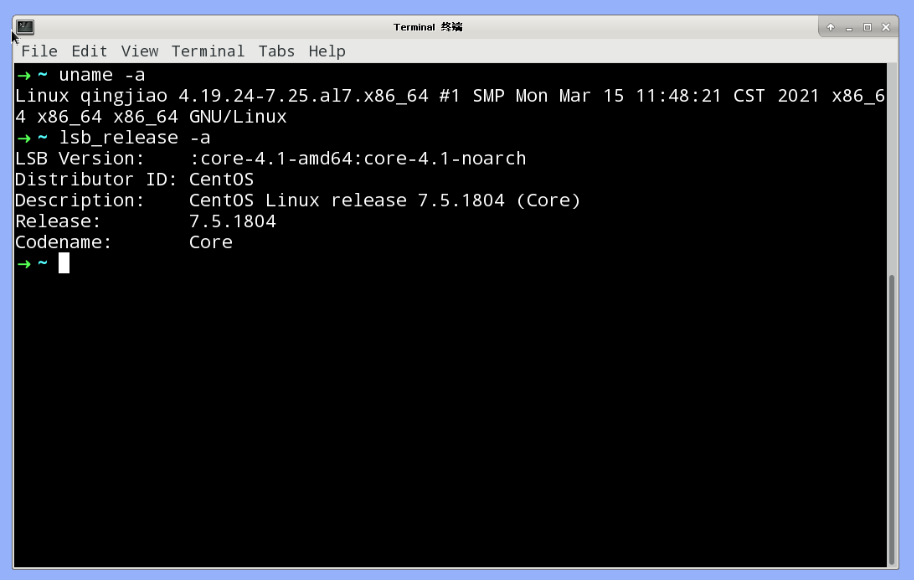 Terminal 终端
File Edit View Terminal Tabs Help
→ ~ uname -a
Linux qingjiao 4.19.24-7.25.al7.x86_64 #1 SMP Mon Mar 15 11:48:21 CST 2021 x86_6
4 x86_64 x86_64 GNU/Linux
→ ~ lsb_release -a
LSB Version:    :core-4.1-amd64:core-4.1-noarch
Distributor ID: CentOS
Description:    CentOS Linux release 7.5.1804 (Core)
Release:        7.5.1804
Codename:       Core
→ ~